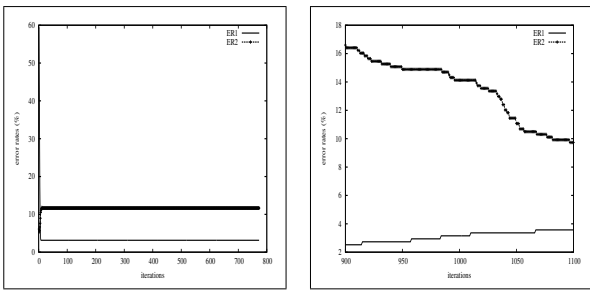 60
50
40
30
20
10
0
0 100 200 300 400 500 600 700 800
error rates (%)
iterations
ER1
ER2
18
16
14
12
10
8
6
4
2
900 950 1000 1050 1100
error rates (%)
iterations
ER1
ER2